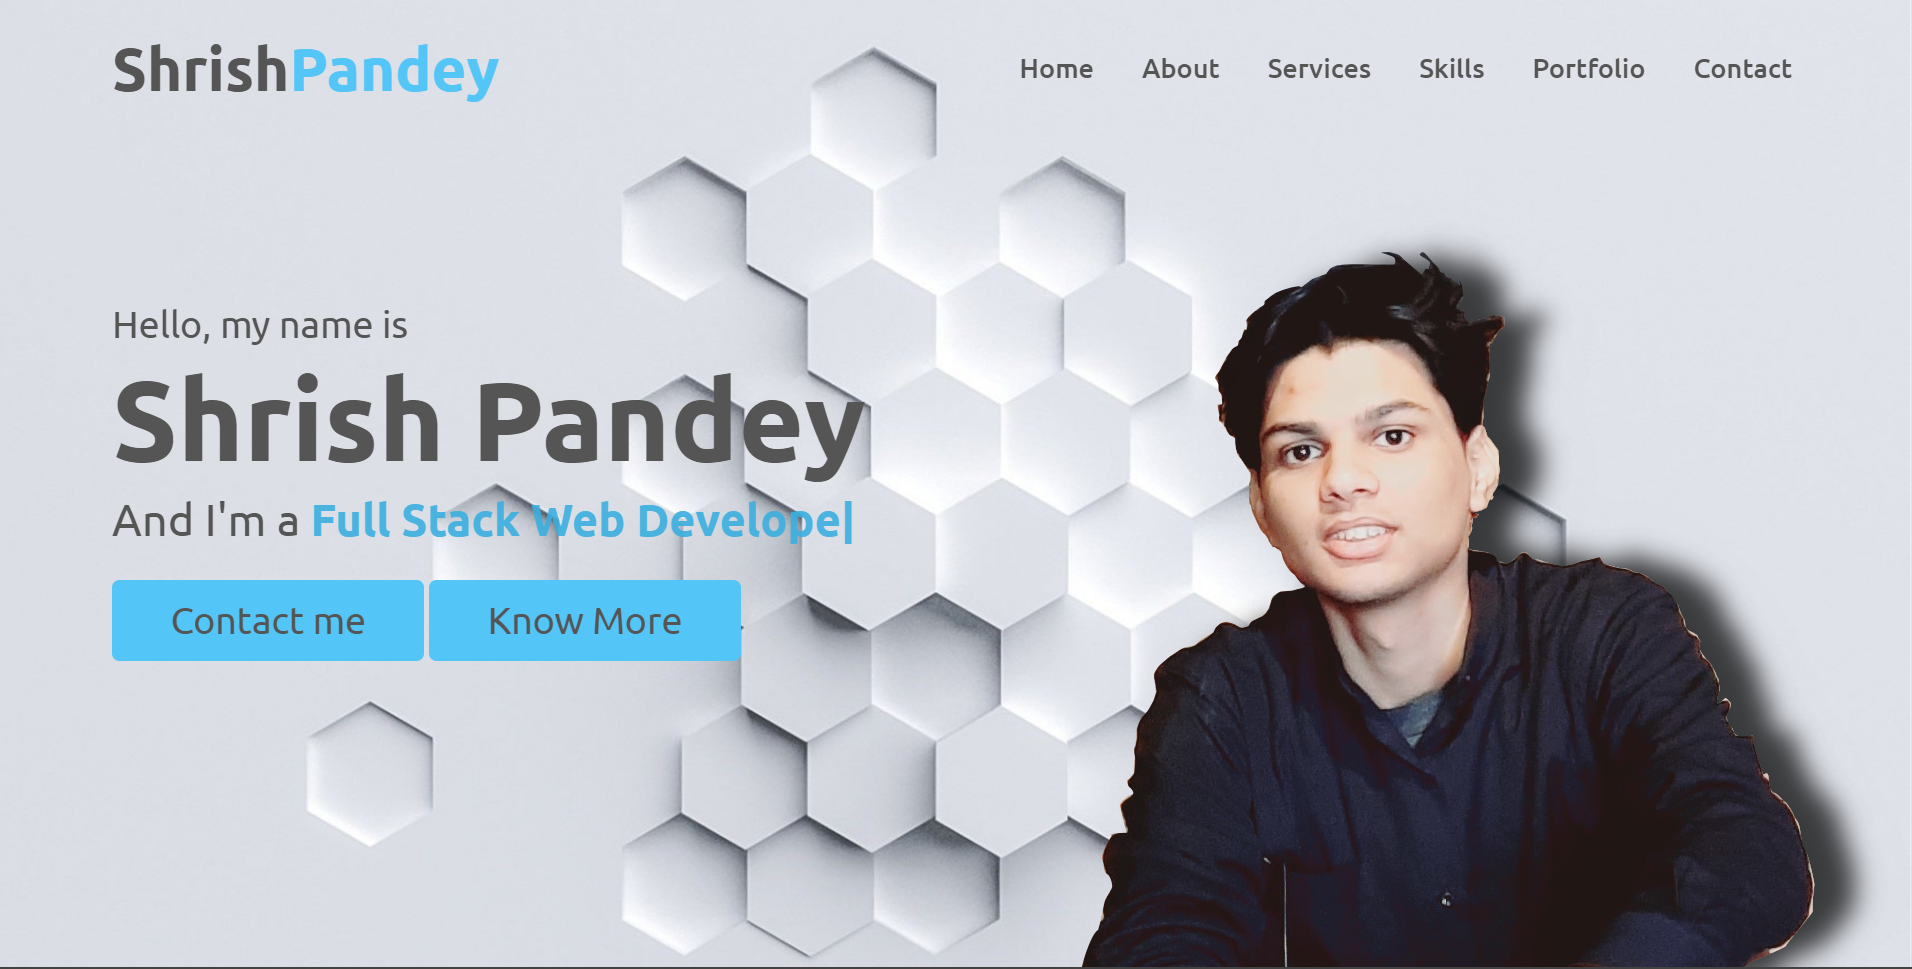 ShrishPandey
Home About Services Skills Portfolio Contact
Hello, my name is
Shrish Pandey
And I'm a Full Stack Web Develope|
Contact me Know More